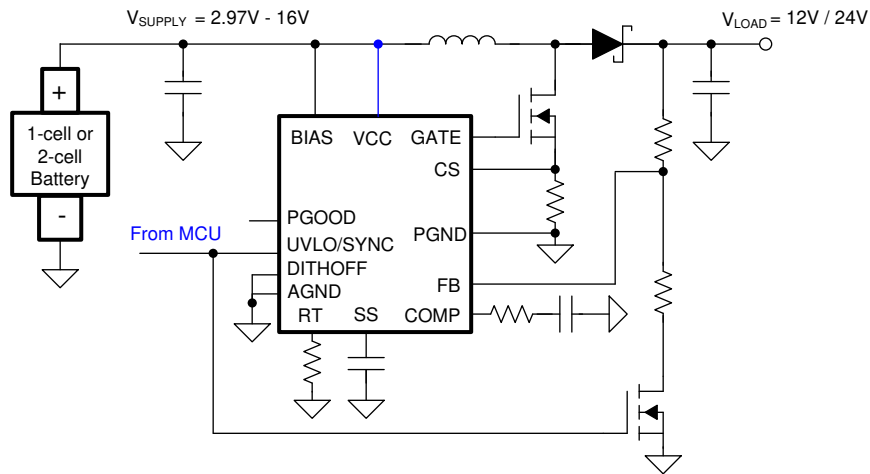 VSUPPLY = 2.97V - 16V
VLOAD = 12V / 24V
+
1-cell or
2-cell
Battery
-
BIAS
VCC
GATE
CS
PGOOD
From MCU
UVLO/SYNC
PGND
DITHOFF
AGND
FB
RT
SS
COMP